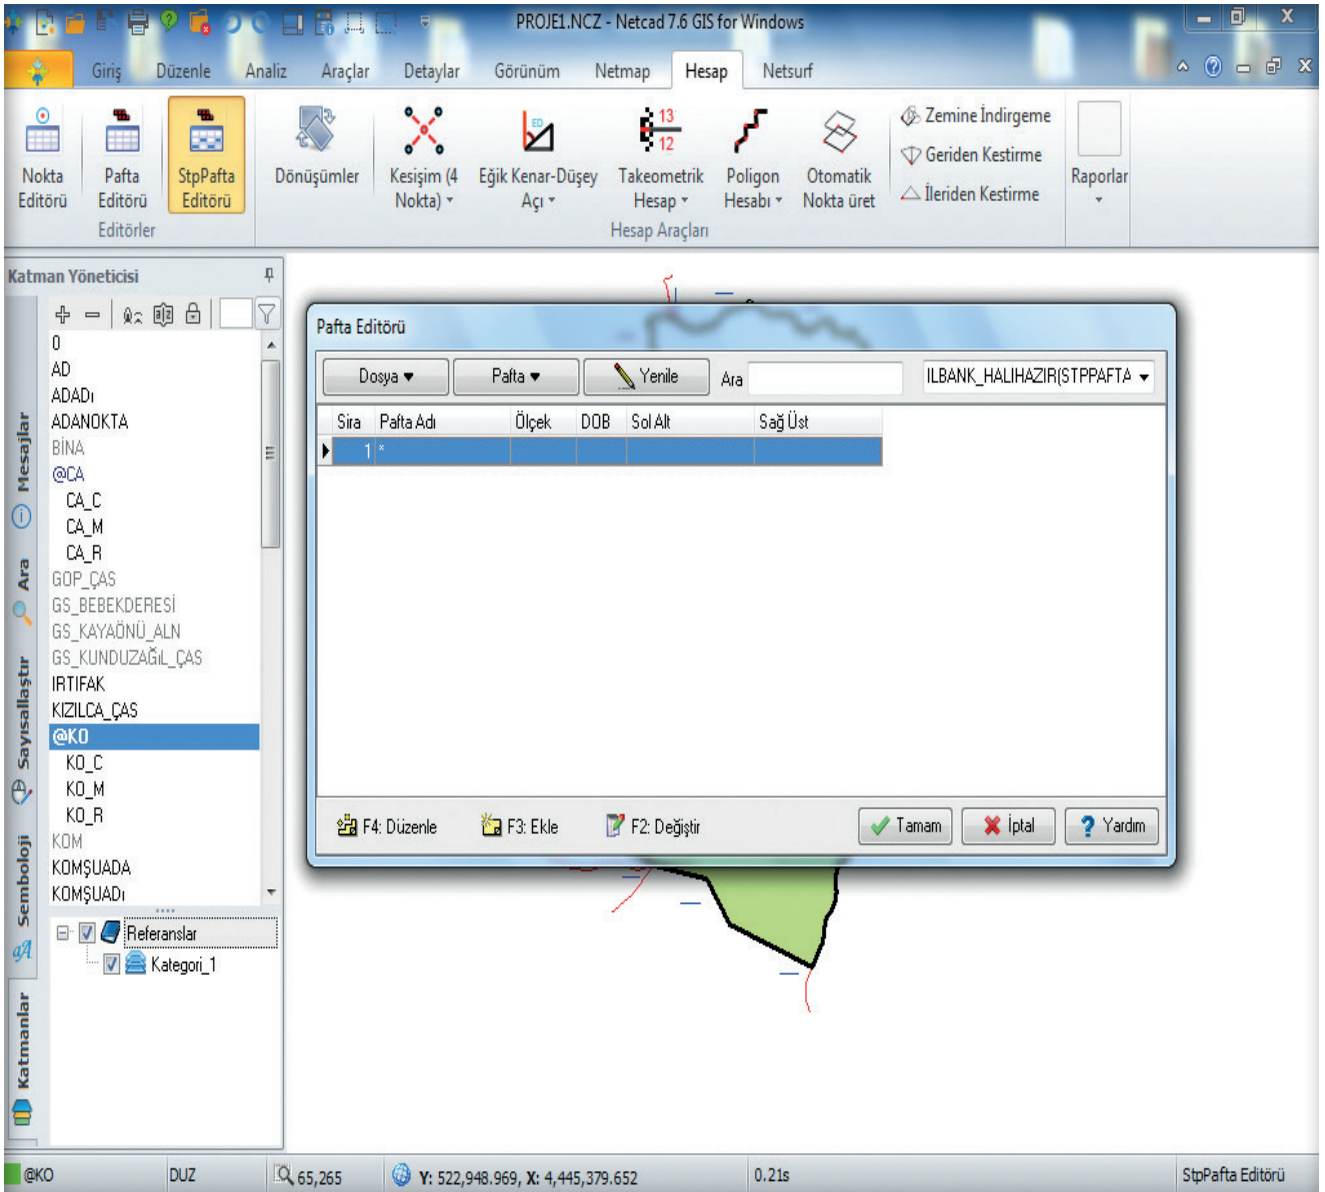 PROJE1.NCZ - Netcad 7.6 GIS for Windows
Giriş Düzenle Analiz Araçlar Detaylar Görünüm Netmap Hesap Netsurf
Nokta Editörü
Pafta Editörü
StpPafta Editörü
Editörler
Dönüşümler
Kesişim (4 Nokta)
Eğik Kenar-Düşey Açı
Takeometrik Hesap
Poligon Hesabı
Otomatik Nokta üret
Hesap Araçları
Zemine İndirgeme
Geriden Kestirme
İleriden Kestirme
Raporlar
13
12
ED
Katman Yöneticisi
Mesajlar
Ara
Sayısallaştır
Semboloji
Katmanlar
0
AD
ADADı
ADANOKTA
BİNA
@CA
CA_C
CA_M
CA_R
GOP_ÇAS
GS_BEBEKDERESİ
GS_KAYAÖNÜ_ALN
GS_KUNDUZAĞıL_ÇAS
IRTIFAK
KIZILCA_ÇAS
@KO
KO_C
KO_M
KO_R
KOM
KOMŞUADA
KOMŞUADı
Referanslar
Kategori_1
Pafta Editörü
Dosya Pafta Yenile Ara ILBANK_HALIHAZIR(STPPAFTA
Sıra Pafta Adı Ölçek DOB Sol Alt Sağ Üst
1 *
F4: Düzenle F3: Ekle F2: Değiştir Tamam İptal Yardım
@KO DUZ 65,265 Y: 522,948.969, X: 4,445,379.652 0.21s StpPafta Editörü